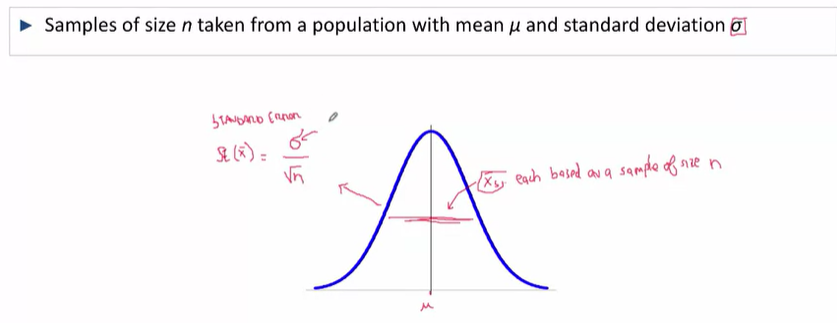 ► Samples of size n taken from a population with mean μ and standard deviation σ
STANDARD Error
SE (x̄) = σ / √n
x̄s, each based on a sample of size n
μ